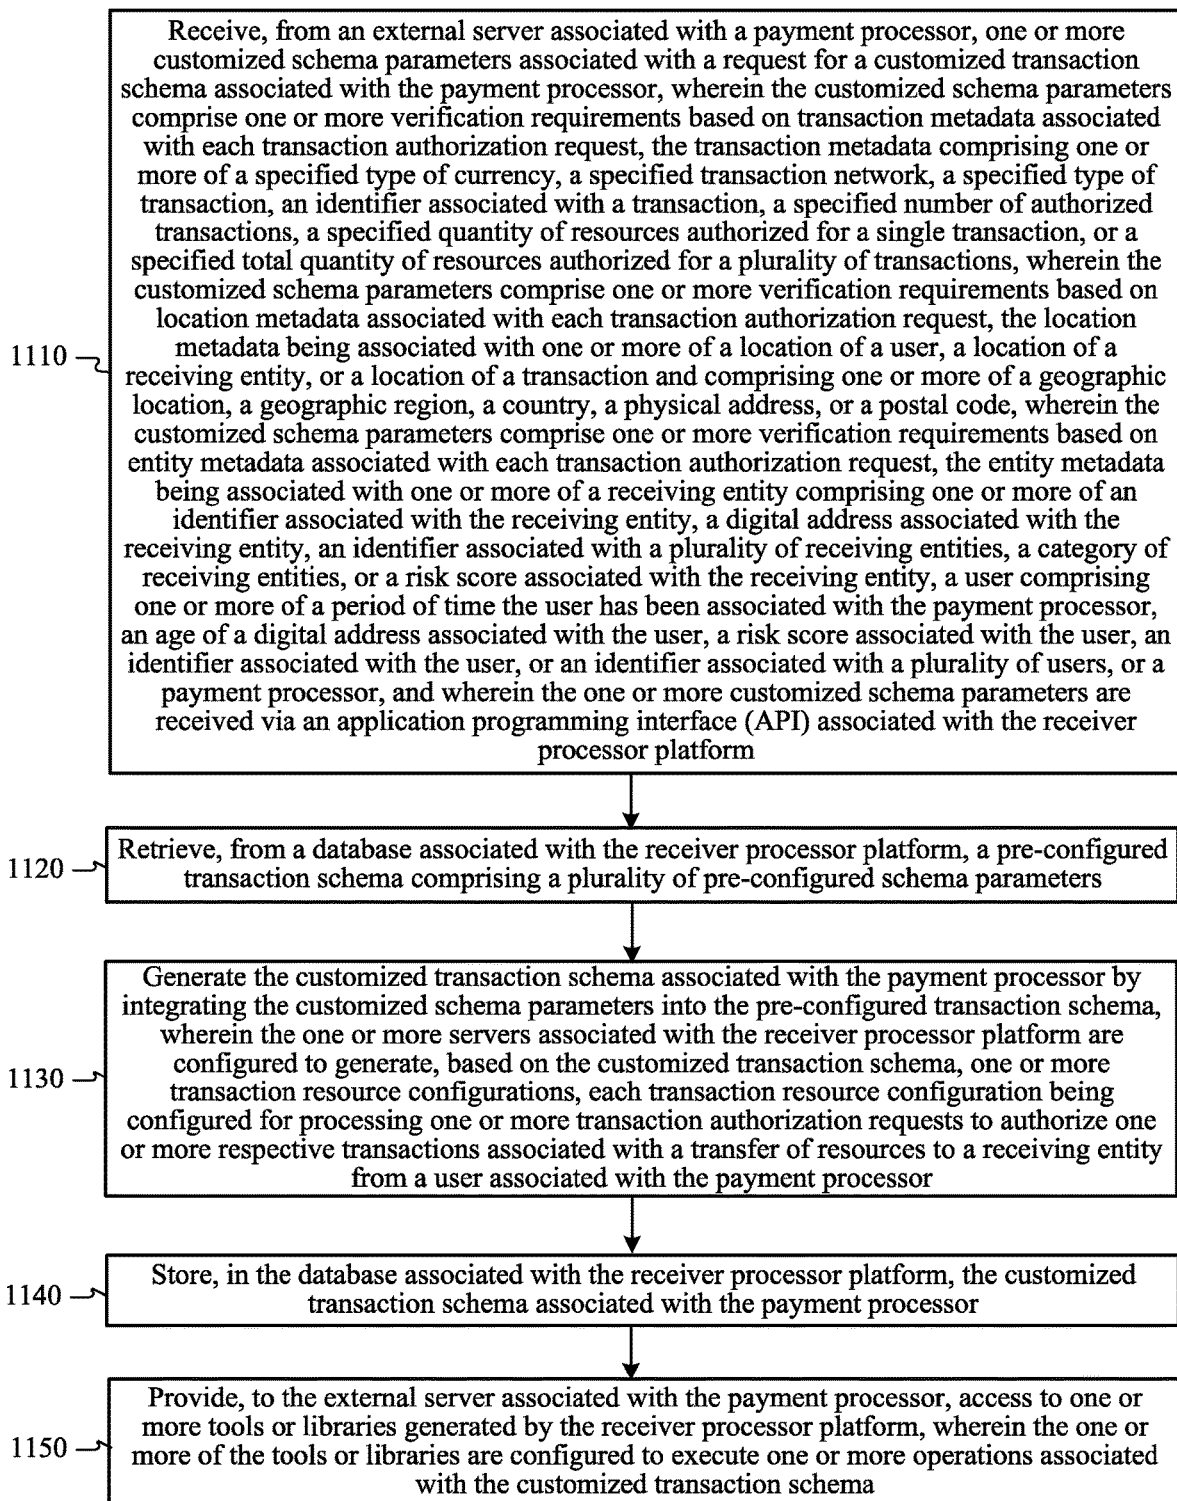 Receive, from an external server associated with a payment processor, one or more
customized schema parameters associated with a request for a customized transaction
schema associated with the payment processor, wherein the customized schema parameters
comprise one or more verification requirements based on transaction metadata associated
with each transaction authorization request, the transaction metadata comprising one or
more of a specified type of currency, a specified transaction network, a specified type of
transaction, an identifier associated with a transaction, a specified number of authorized
transactions, a specified quantity of resources authorized for a single transaction, or a
specified total quantity of resources authorized for a plurality of transactions, wherein the
customized schema parameters comprise one or more verification requirements based on
location metadata associated with each transaction authorization request, the location
1110
metadata being associated with one or more of a location of a user, a location of a
receiving entity, or a location of a transaction and comprising one or more of a geographic
location, a geographic region, a country, a physical address, or a postal code, wherein the
customized schema parameters comprise one or more verification requirements based on
entity metadata associated with each transaction authorization request, the entity metadata
being associated with one or more of a receiving entity comprising one or more of an
identifier associated with the receiving entity, a digital address associated with the
receiving entity, an identifier associated with a plurality of receiving entities, a category of
receiving entities, or a risk score associated with the receiving entity, a user comprising
one or more of a period of time the user has been associated with the payment processor,
an age of a digital address associated with the user, a risk score associated with the user, an
identifier associated with the user, or an identifier associated with a plurality of users, or a
payment processor, and wherein the one or more customized schema parameters are
received via an application programming interface (API) associated with the receiver
processor platform
1120
Retrieve, from a database associated with the receiver processor platform, a pre-configured
transaction schema comprising a plurality of pre-configured schema parameters
Generate the customized transaction schema associated with the payment processor by
integrating the customized schema parameters into the pre-configured transaction schema,
wherein the one or more servers associated with the receiver processor platform are
1130
configured to generate, based on the customized transaction schema, one or more
transaction resource configurations, each transaction resource configuration being
configured for processing one or more transaction authorization requests to authorize one
or more respective transactions associated with a transfer of resources to a receiving entity
from a user associated with the payment processor
1140
Store, in the database associated with the receiver processor platform, the customized
transaction schema associated with the payment processor
Provide, to the external server associated with the payment processor, access to one or
more tools or libraries generated by the receiver processor platform, wherein the one or
1150
more of the tools or libraries are configured to execute one or more operations associated
with the customized transaction schema